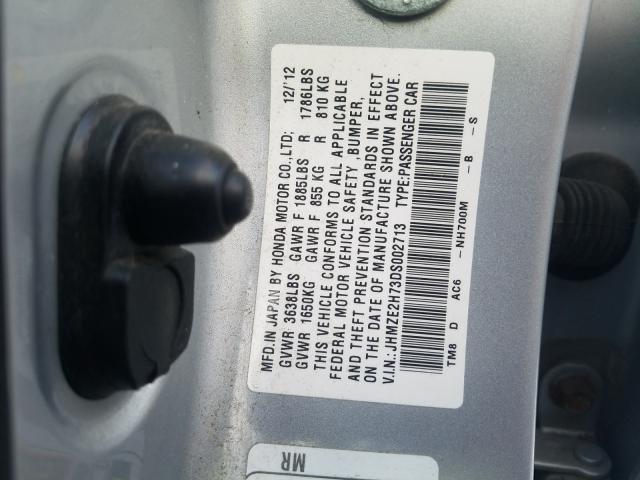 MFD.IN JAPAN BY HONDA MOTOR CO.,LTD; 12/'12
GVWR 3638LBS GAWR F 1885LBS R 1786LBS
GVWR 1650KG GAWR F 855 KG R 810 KG
THIS VEHICLE CONFORMS TO ALL APPLICABLE
FEDERAL MOTOR VEHICLE SAFETY ,BUMPER,
AND THEFT PREVENTION STANDARDS IN EFFECT
ON THE DATE OF MANUFACTURE SHOWN ABOVE.
V.I.N.:JHMZE2H73DS002713 TYPE:PASSENGER CAR
TM8 D AC6 -NH700M -B -S
MR